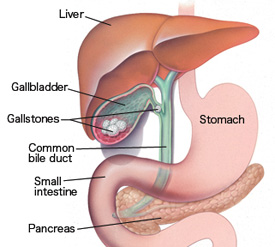 Liver
Gallbladder
Gallstones
Stomach
Common
bile duct
Small
intestine
Pancreas